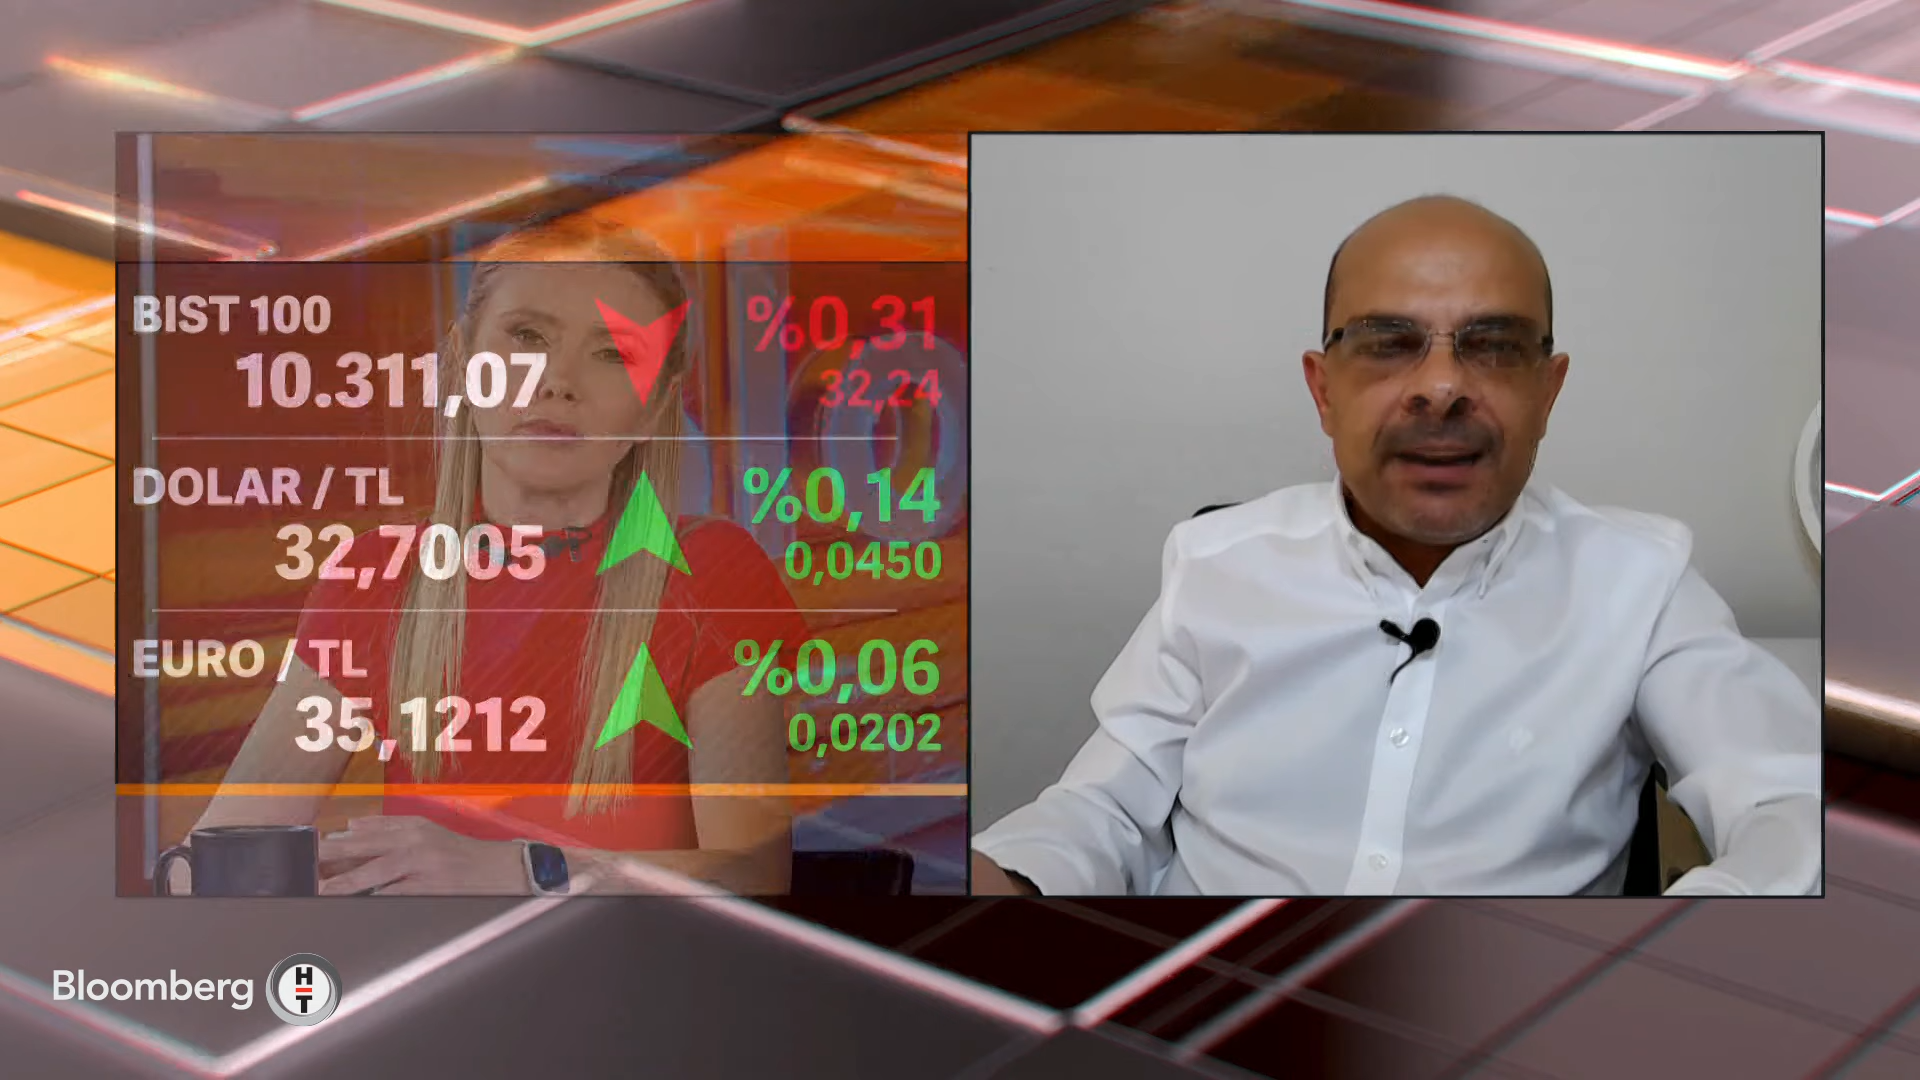 BIST 100 %0,31
10.311,07 32,24
DOLAR / TL %0,14
32,7005 0,0450
EURO / TL %0,06
35,1212 0,0202
Bloomberg HT